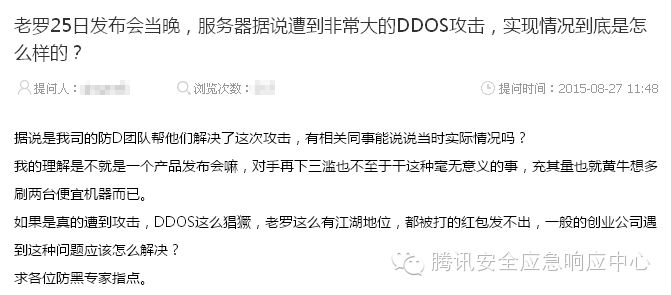 老罗25日发布会当晚，服务器据说遭到非常大的DDOS攻击，实现情况到底是怎
么样的？
提问人： 浏览次数： 提问时间：2015-08-27 11:48
据说是我司的防D团队帮他们解决了这次攻击，有相关同事能说说当时实际情况吗？
我的理解是不就是一个产品发布会嘛，对手再下三滥也不至于干这种毫无意义的事，充其量也就黄牛想多
刷两台便宜机器而已。
如果是真的遭到攻击，DDOS这么猖獗，老罗这么有江湖地位，都被打的红包发不出，一般的创业公司遇
到这种问题应该怎么解决？
求各位防黑专家指点。
腾讯安全应急响应中心